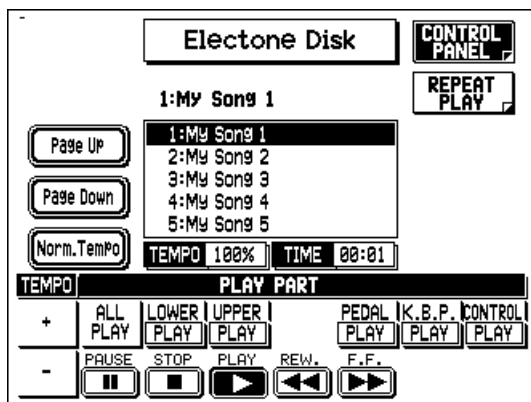 Electone Disk
CONTROL
PANEL
1:My Song 1
REPEAT
PLAY
Page Up
Page Down
Norm.Tempo
1:My Song 1
2:My Song 2
3:My Song 3
4:My Song 4
5:My Song 5
TEMPO 100% TIME 00:01
TEMPO PLAY PART
+ ALL PLAY LOWER PLAY UPPER PLAY PEDAL PLAY K.B.P. PLAY CONTROL PLAY
- PAUSE STOP PLAY REW. F.F.